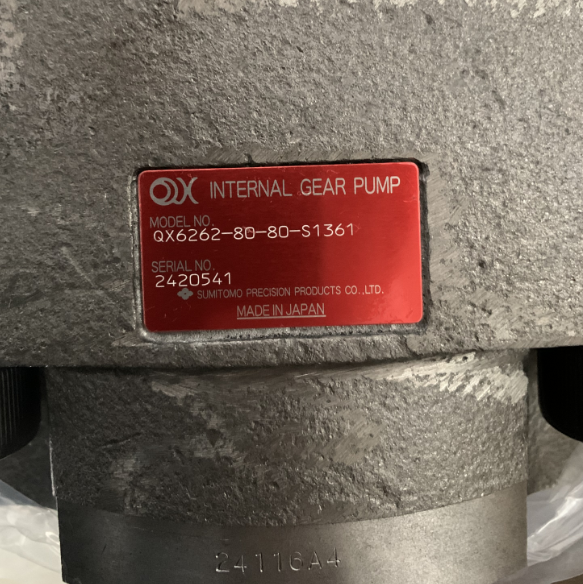 QX INTERNAL GEAR PUMP
MODEL NO.
QX6262-80-80-S1361
SERIAL NO.
2420541
SUMITOMO PRECISION PRODUCTS CO.,LTD.
MADE IN JAPAN
24116A4